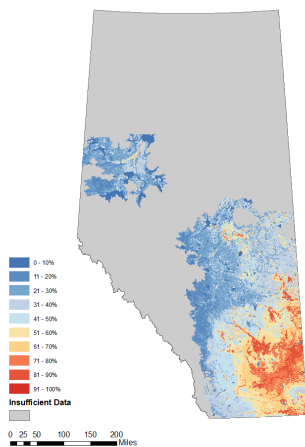 0 - 10%
11 - 20%
21 - 30%
31 - 40%
41 - 50%
51 - 60%
61 - 70%
71 - 80%
81 - 90%
91 - 100%
Insufficient Data
0 25 50 100 150 200
Miles